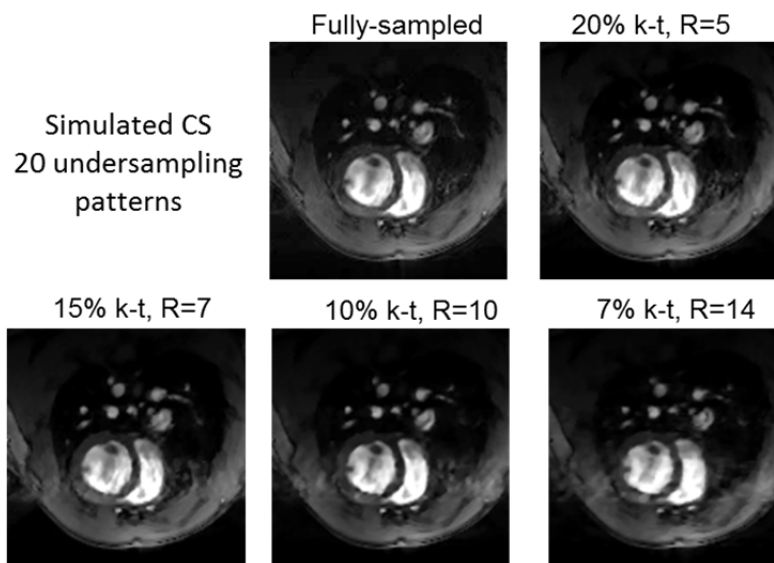 Fully-sampled
20% k-t, R=5
Simulated CS
20 undersampling
patterns
15% k-t, R=7
10% k-t, R=10
7% k-t, R=14